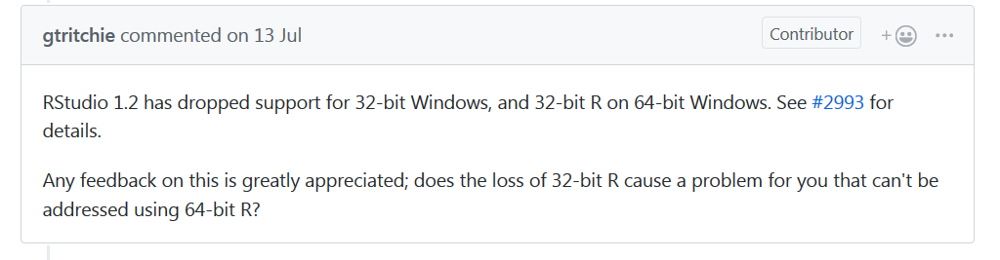 gtritchie commented on 13 Jul
Contributor
+
RStudio 1.2 has dropped support for 32-bit Windows, and 32-bit R on 64-bit Windows. See #2993 for
details.
Any feedback on this is greatly appreciated; does the loss of 32-bit R cause a problem for you that can't be
addressed using 64-bit R?